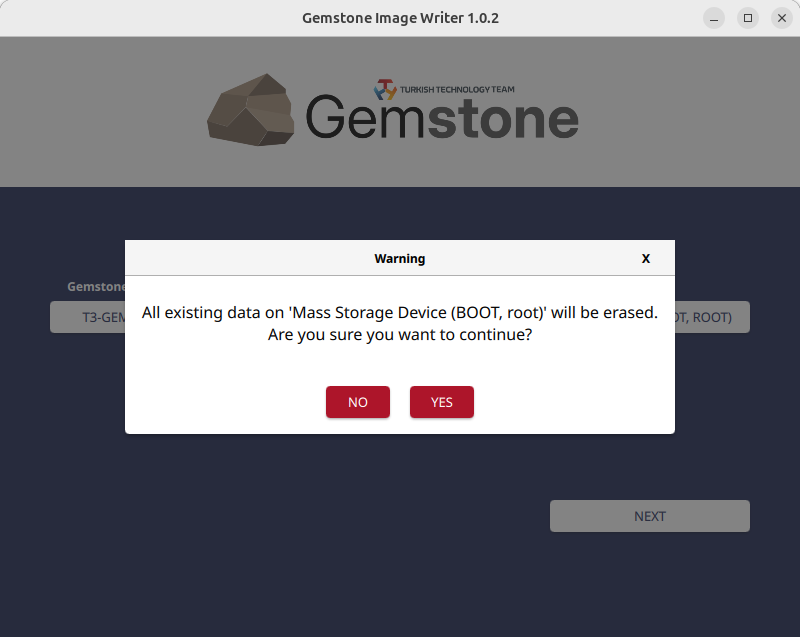 Gemstone Image Writer 1.0.2
TURKISH TECHNOLOGY TEAM
Gemstone
Warning
X
All existing data on 'Mass Storage Device (BOOT, root)' will be erased.
Are you sure you want to continue?
Gemstone
T3-GEM
OT, ROOT)
NO
YES
NEXT